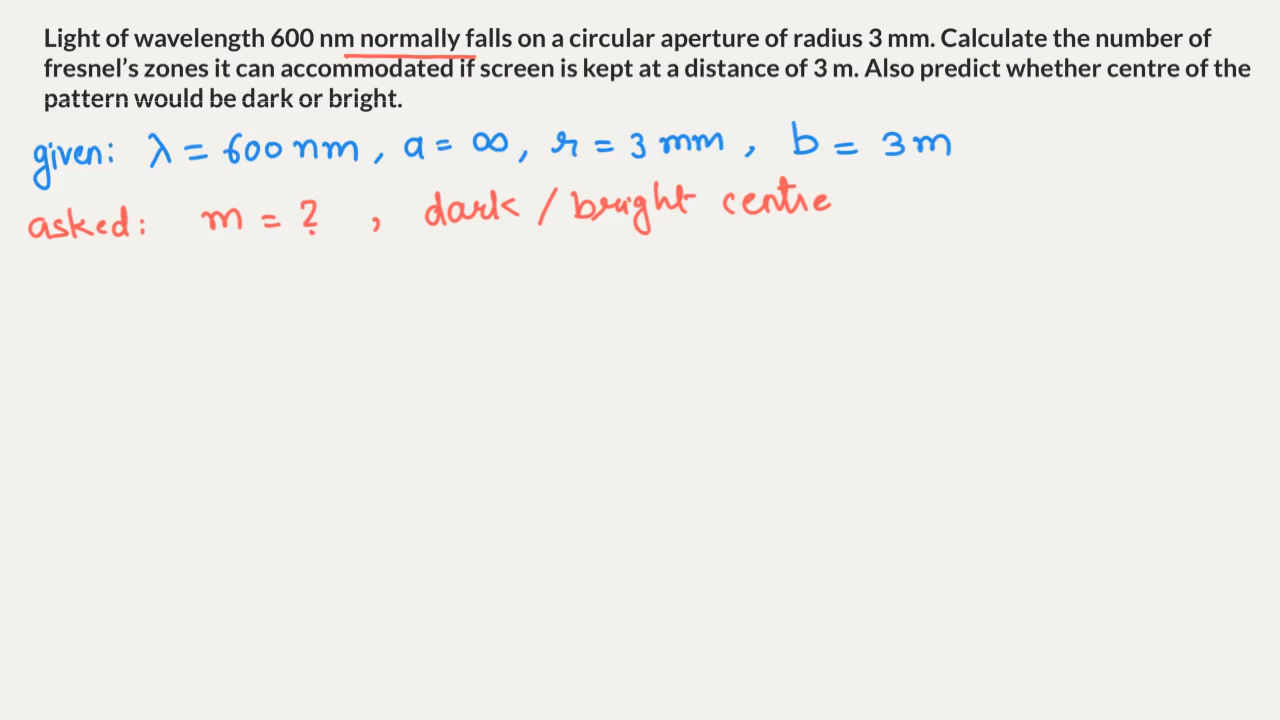 Light of wavelength 600 nm normally falls on a circular aperture of radius 3 mm. Calculate the number of
fresnel's zones it can accommodated if screen is kept at a distance of 3 m. Also predict whether centre of the
pattern would be dark or bright.
given: λ = 600 nm, a = ∞, r = 3 mm, b = 3m
asked: m = ?, dark / bright centre